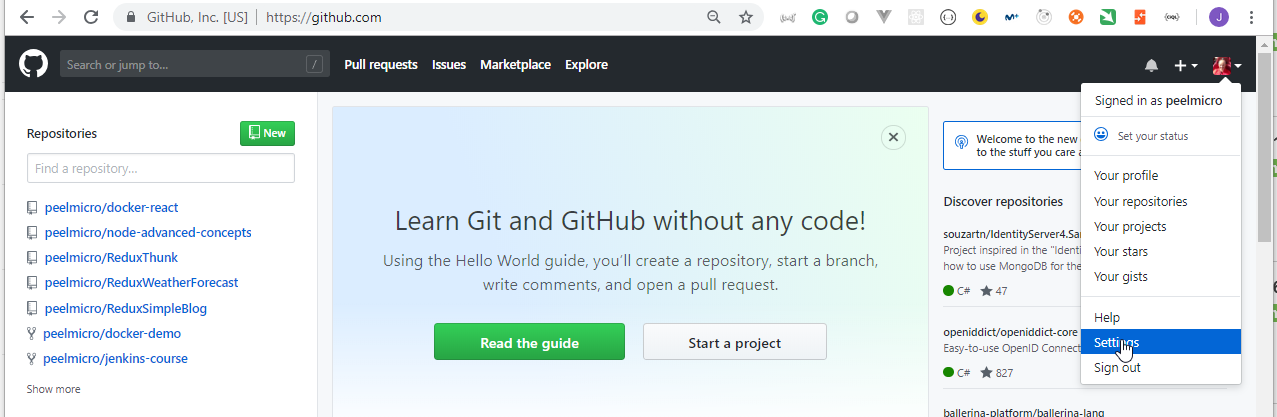 GitHub, Inc. [US] | https://github.com
J
Search or jump to... /
Pull requests Issues Marketplace Explore
Signed in as peelmicro
Set your status
Your profile
Your repositories
Your projects
Your stars
Your gists
Help
Settings
Sign out
Repositories
New
Find a repository...
peelmicro/docker-react
peelmicro/node-advanced-concepts
peelmicro/ReduxThunk
peelmicro/ReduxWeatherForecast
peelmicro/ReduxSimpleBlog
peelmicro/docker-demo
peelmicro/jenkins-course
Show more
Learn Git and GitHub without any code!
Using the Hello World guide, you’ll create a repository, start a branch,
write comments, and open a pull request.
Read the guide
Start a project
Welcome to the new
to the stuff you care a
Discover repositories
souzartn/IdentityServer4.Sa
Project inspired in the "Identi
how to use MongoDB for the
C# 47
openiddict/openiddict-core
Easy-to-use OpenID Connect
C# 827
ballerina-platform/ballerina-lang